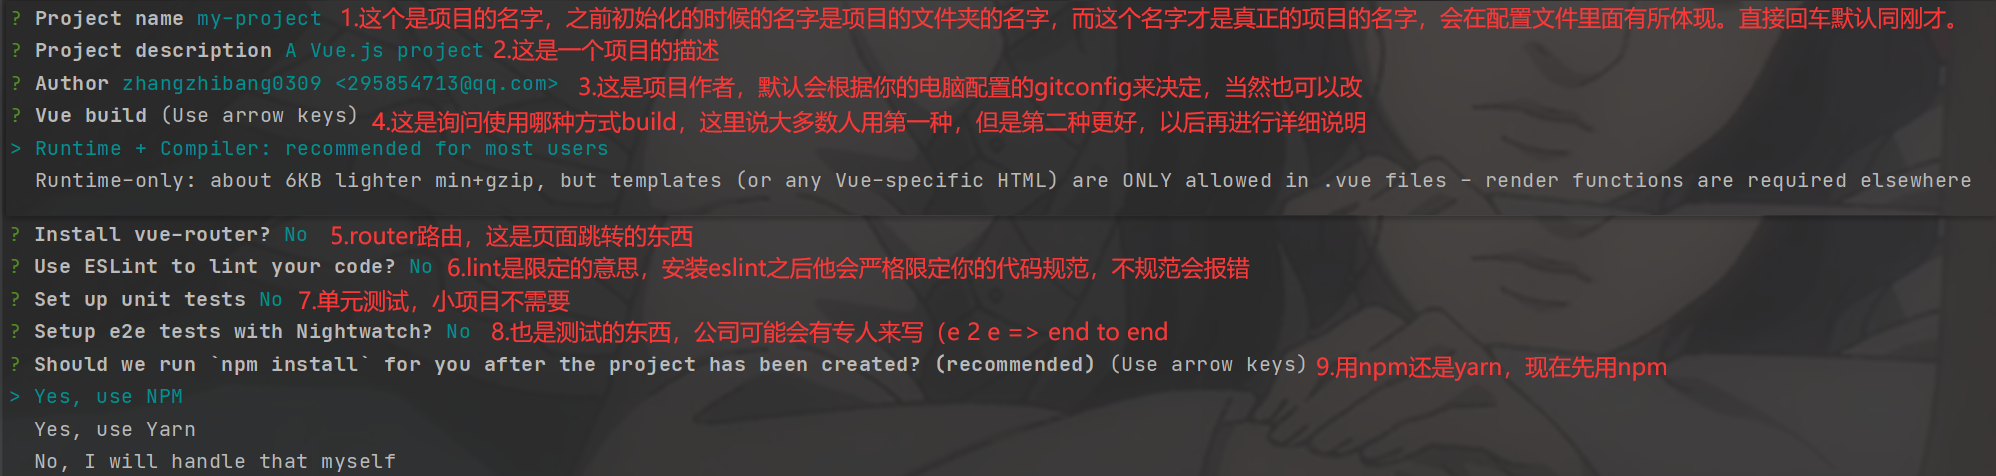 ? Project name my-project 1.这个是项目的名字，之前初始化的时候的名字是项目的文件夹的名字，而这个名字才是真正的项目的名字，会在配置文件里面有所体现。直接回车默认同刚才。
? Project description A Vue.js project 2.这是一个项目的描述
? Author zhangzhibang0309 <295854713@qq.com> 3.这是项目作者，默认会根据你的电脑配置的gitconfig来决定，当然也可以改
? Vue build (Use arrow keys) 4.这是询问使用哪种方式build，这里说大多数人用第一种，但是第二种更好，以后再进行详细说明
> Runtime + Compiler: recommended for most users
Runtime-only: about 6KB lighter min+gzip, but templates (or any Vue-specific HTML) are ONLY allowed in .vue files - render functions are required elsewhere
? Install vue-router? No 5.router路由，这是页面跳转的东西
? Use ESLint to lint your code? No 6.lint是限定的意思，安装eslint之后他会严格限定你的代码规范，不规范会报错
? Set up unit tests No 7.单元测试，小项目不需要
? Setup e2e tests with Nightwatch? No 8.也是测试的东西，公司可能会有专人来写（e 2 e => end to end
? Should we run `npm install` for you after the project has been created? (recommended) (Use arrow keys) 9.用npm还是yarn，现在先用npm
> Yes, use NPM
Yes, use Yarn
No, I will handle that myself